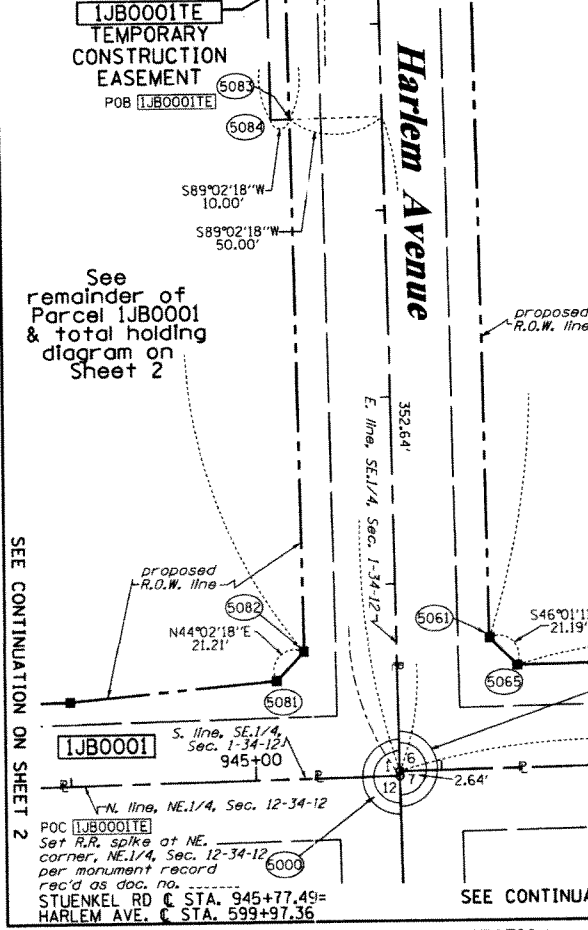 1JB0001TE
TEMPORARY
CONSTRUCTION
EASEMENT
POB 1JB0001TE
5083
5084
S89°02'18"W
10.00'
S89°02'18"W
50.00'
Harlem Avenue
See
remainder of
Parcel 1JB0001
& total holding
diagram on
Sheet 2
proposed
R.O.W. line
352.64'
E. line, SE.1/4, Sec. 1-34-12
SEE CONTINUATION ON SHEET 2
proposed
R.O.W. line
5082
N44°02'18"E
21.21'
5081
5061
S46°01'1
21.19'
5065
1JB0001
S. line, SE.1/4,
Sec. 1-34-12
945+00
1
6
12
7
2.64'
N. line, NE.1/4, Sec. 12-34-12
POC 1JB0001TE
Set R.R. spike at NE.
corner, NE.1/4, Sec. 12-34-12
per monument record
rec'd as doc. no.
5000
STUENKEL RD ℄ STA. 945+77.49=
HARLEM AVE. ℄ STA. 599+97.36
SEE CONTINUA